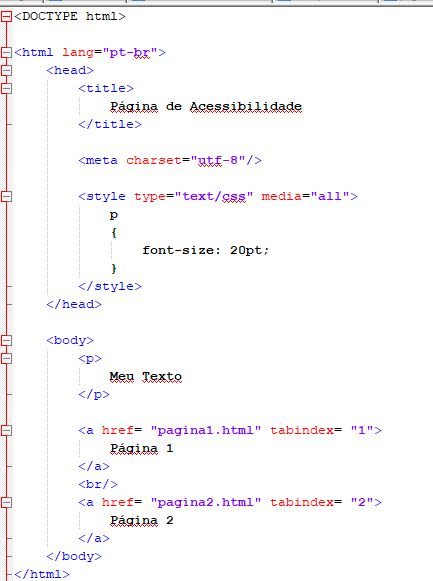 <DOCTYPE html>
<html lang="pt-br">
<head>
<title>
Página de Acessibilidade
</title>
<meta charset="utf-8"/>
<style type="text/css" media="all">
p
{
font-size: 20pt;
}
</style>
</head>
<body>
<p>
Meu Texto
</p>
<a href= "pagina1.html" tabindex= "1">
Página 1
</a>
<br/>
<a href= "pagina2.html" tabindex= "2">
Página 2
</a>
</body>
</html>